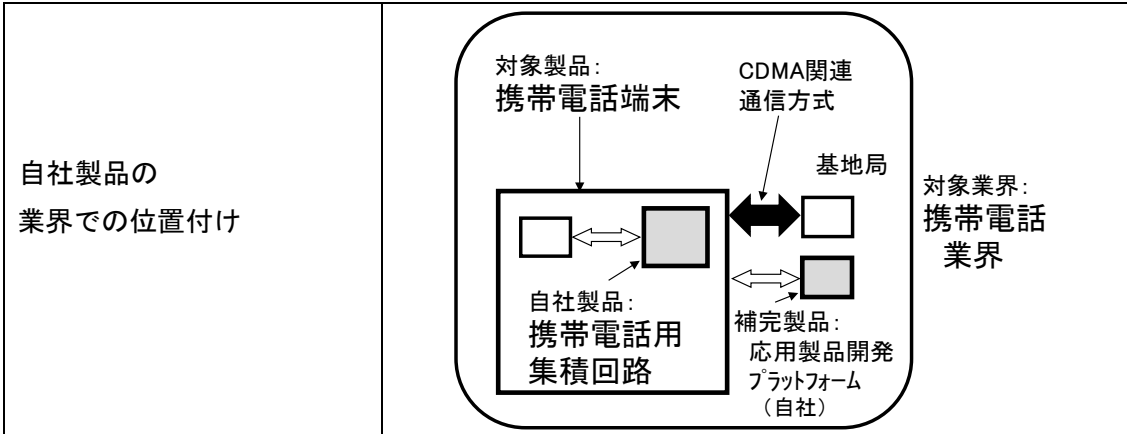 自社製品の
業界での位置付け
対象製品：
携帯電話端末
CDMA関連
通信方式
基地局
対象業界：
携帯電話
業界
自社製品：
携帯電話用
集積回路
補完製品：
応用製品開発
ﾌﾟﾗｯﾄﾌｫｰﾑ
（自社）